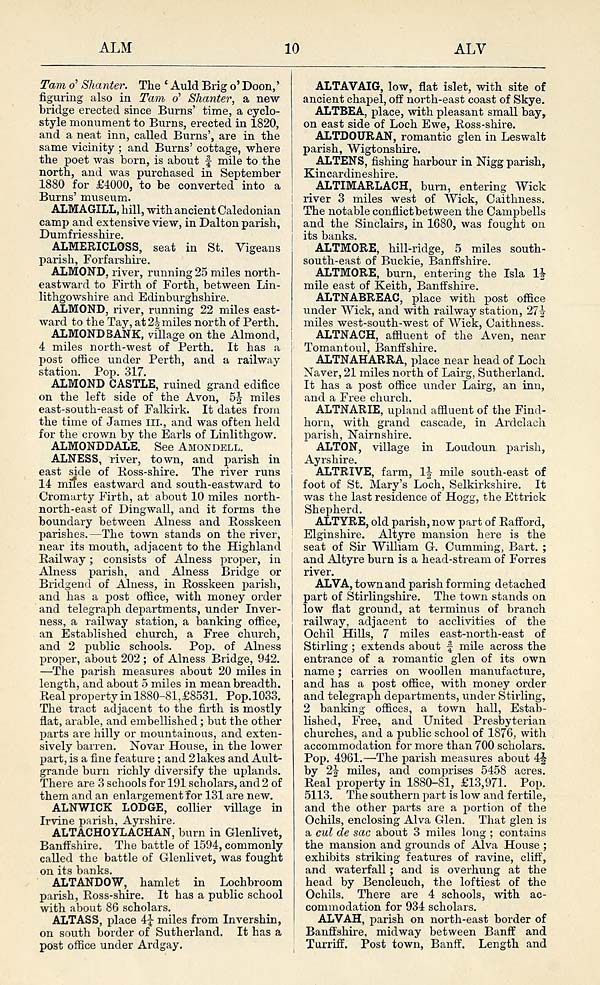 ALM 10 ALV
Tam o' Shanter. The ‘Auld Brig o' Doon,’
figuring also in Tam o' Shanter, a new
bridge erected since Burns' time, a cyclo-
style monument to Burns, erected in 1820,
and a neat inn, called Burns', are in the
same vicinity ; and Burns' cottage, where
the poet was born, is about ¾ mile to the
north, and was purchased in September
1880 for £4000, to be converted into a
Burns' museum.
ALMAGILL, hill, with ancient Caledonian
camp and extensive view, in Dalton parish,
Dumfriesshire.
ALMERICLOSS, seat in St. Vigeans
parish, Forfarshire.
ALMOND, river, running 25 miles north-
eastward to Firth of Forth, between Lin-
lithgowshire and Edinburghshire.
ALMOND, river, running 22 miles east-
ward to the Tay, at 2½ miles north of Perth.
ALMONDBANK, village on the Almond,
4 miles north-west of Perth. It has a
post office under Perth, and a railway
station. Pop. 317.
ALMOND CASTLE, ruined grand edifice
on the left side of the Avon, 5½ miles
east-south-east of Falkirk. It dates from
the time of James III., and was often held
for the crown by the Earls of Linlithgow.
ALMONDDALE. See AMONDELL.
ALNESS, river, town, and parish in
east side of Ross-shire. The river runs
14 miles eastward and south-eastward to
Cromarty Firth, at about 10 miles north-
north-east of Dingwall, and it forms the
boundary between Alness and Rosskeen
parishes.—The town stands on the river,
near its mouth, adjacent to the Highland
Railway ; consists of Alness proper, in
Alness parish, and Alness Bridge or
Bridgend of Alness, in Rosskeen parish,
and has a post office, with money order
and telegraph departments, under Inver-
ness, a railway station, a banking office,
an Established church, a Free church,
and 2 public schools. Pop. of Alness
proper, about 202 ; of Alness Bridge, 942.
—The parish measures about 20 miles in
length, and about 5 miles in mean breadth.
Real property in 1880-81, £8531. Pop. 1033.
The tract adjacent to the firth is mostly
flat, arable, and embellished ; but the other
parts are hilly or mountainous, and exten-
sively barren. Novar House, in the lower
part, is a fine feature ; and 2 lakes and Ault-
grande burn richly diversify the uplands.
There are 3 schools for 191 scholars, and 2 of
them and an enlargement for 131 are new.
ALNWICK LODGE, collier village in
Irvine parish, Ayrshire.
ALTACHOYLACHAN, burn in Glenlivet,
Banffshire. The battle of 1594, commonly
called the battle of Glenlivet, was fought
on its banks.
ALTANDOW, hamlet in Lochbroom
parish, Ross-shire. It has a public school
with about 86 scholars.
ALTASS, place 4¼ miles from Invershin,
on south border of Sutherland. It has a
post office under Ardgay.
ALTAVAIG, low, flat islet, with site of
ancient chapel, off north-east coast of Skye.
ALTBEA, place, with pleasant small bay,
on east side of Loch Ewe, Ross-shire.
ALTDOURAN, romantic glen in Leswalt
parish, Wigtonshire.
ALTENS, fishing harbour in Nigg parish,
Kincardineshire.
ALTIMARLACH, burn, entering Wick
river 3 miles west of Wick, Caithness.
The notable conflict between the Campbells
and the Sinclairs, in 1680, was fought on
its banks.
ALTMORE, hill-ridge, 5 miles south-
south-east of Buckie, Banffshire.
ALTMORE, burn, entering the Isla 1½
mile east of Keith, Banffshire.
ALTNABREAC, place with post office
under Wick, and with railway station, 27½
miles west-south-west of Wick, Caithness.
ALTNACH, affluent of the Aven, near
Tomantoul, Banffshire.
ALTNAHARRA, place near head of Loch
Naver, 21 miles north of Lairg, Sutherland.
It has a post office under Lairg, an inn,
and a Free church.
ALTNARIE, upland affluent of the Find-
horn, with grand cascade, in Ardclach
parish, Nairnshire.
ALTON, village in Loudoun parish,
Ayrshire.
ALTRIVE, farm, 1½ mile south-east of
foot of St. Mary's Loch, Selkirkshire. It
was the last residence of Hogg, the Ettrick
Shepherd.
ALTYRE, old parish, now part of Rafford,
Elginshire. Altyre mansion here is the
seat of Sir William G. Cumming, Bart. ;
and Altyre burn is a head-stream of Forres
river.
ALVA, town and parish forming detached
part of Stirlingshire. The town stands on
low flat ground, at terminus of branch
railway, adjacent to acclivities of the
Ochil Hills, 7 miles east-north-east of
Stirling ; extends about ¾ mile across the
entrance of a romantic glen of its own
name ; carries on woollen manufacture,
and has a post office, with money order
and telegraph departments, under Stirling,
2 banking offices, a town hall, Estab-
lished, Free, and United Presbyterian
churches, and a public school of 1876, with
accommodation for more than 700 scholars.
Pop. 4961.—The parish measures about 4½
by 2½ miles, and comprises 5458 acres.
Real property in 1880-81, £13,971. Pop.
5113. The southern part is low and fertile,
and the other parts are a portion of the
Ochils, enclosing Alva Glen. That glen is
a cul de sac about 3 miles long ; contains
the mansion and grounds of Alva House ;
exhibits striking features of ravine, cliff,
and waterfall ; and is overhung at the
head by Bencleuch, the loftiest of the
Ochils. There are 4 schools, with ac-
commodation for 934 scholars.
ALVAH, parish on north-east border of
Banffshire, midway between Banff and
Turriff. Post town, Banff. Length and